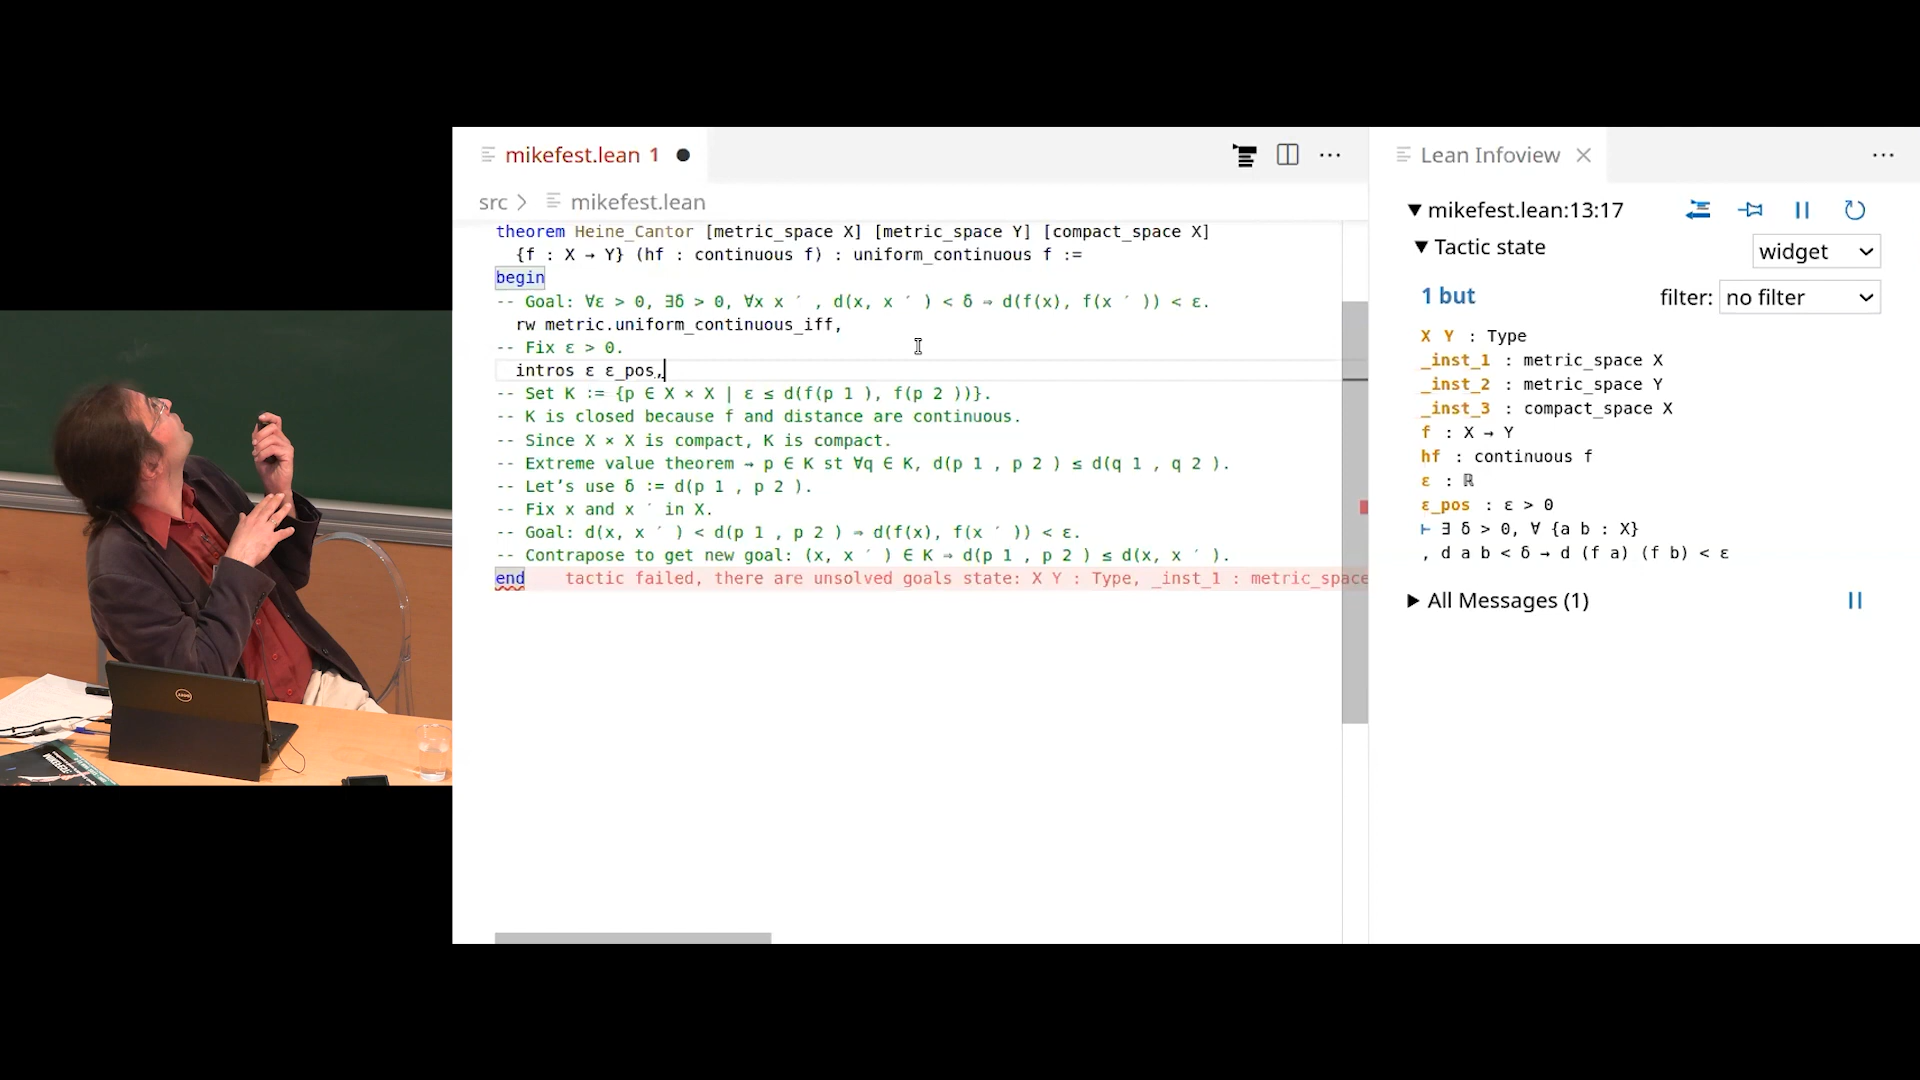 mikefest.lean 1
src > mikefest.lean
theorem Heine_Cantor [metric_space X] [metric_space Y] [compact_space X]
{f : X → Y} (hf : continuous f) : uniform_continuous f :=
begin
-- Goal: ∀ε > 0, ∃δ > 0, ∀x x ′ , d(x, x ′ ) < δ ⇒ d(f(x), f(x ′ )) < ε.
rw metric.uniform_continuous_iff,
-- Fix ε > 0.
intros ε ε_pos,
-- Set K := {p ∈ X × X | ε ≤ d(f(p 1 ), f(p 2 ))}.
-- K is closed because f and distance are continuous.
-- Since X × X is compact, K is compact.
-- Extreme value theorem → p ∈ K st ∀q ∈ K, d(p 1 , p 2 ) ≤ d(q 1 , q 2 ).
-- Let’s use δ := d(p 1 , p 2 ).
-- Fix x and x ′ in X.
-- Goal: d(x, x ′ ) < d(p 1 , p 2 ) ⇒ d(f(x), f(x ′ )) < ε.
-- Contrapose to get new goal: (x, x ′ ) ∈ K ⇒ d(p 1 , p 2 ) ≤ d(x, x ′ ).
end tactic failed, there are unsolved goals state: X Y : Type, _inst_1 : metric_space
Lean Infoview
mikefest.lean:13:17
Tactic state
widget
1 but
filter: no filter
X Y : Type
_inst_1 : metric_space X
_inst_2 : metric_space Y
_inst_3 : compact_space X
f : X → Y
hf : continuous f
ε : ℝ
ε_pos : ε > 0
⊢ ∃ δ > 0, ∀ {a b : X}
, d a b < δ → d (f a) (f b) < ε
All Messages (1)